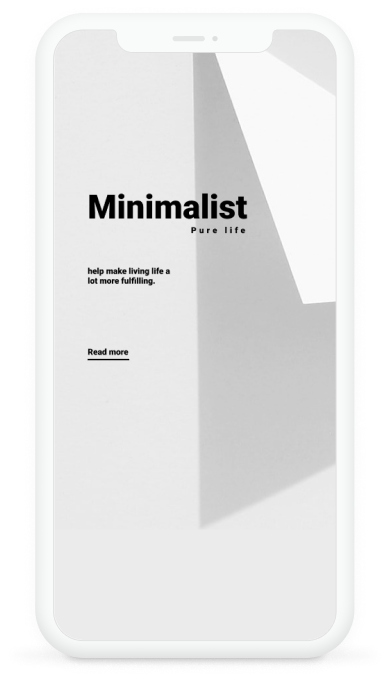 Minimalist
Pure life
help make living life a
lot more fulfilling.
Read more